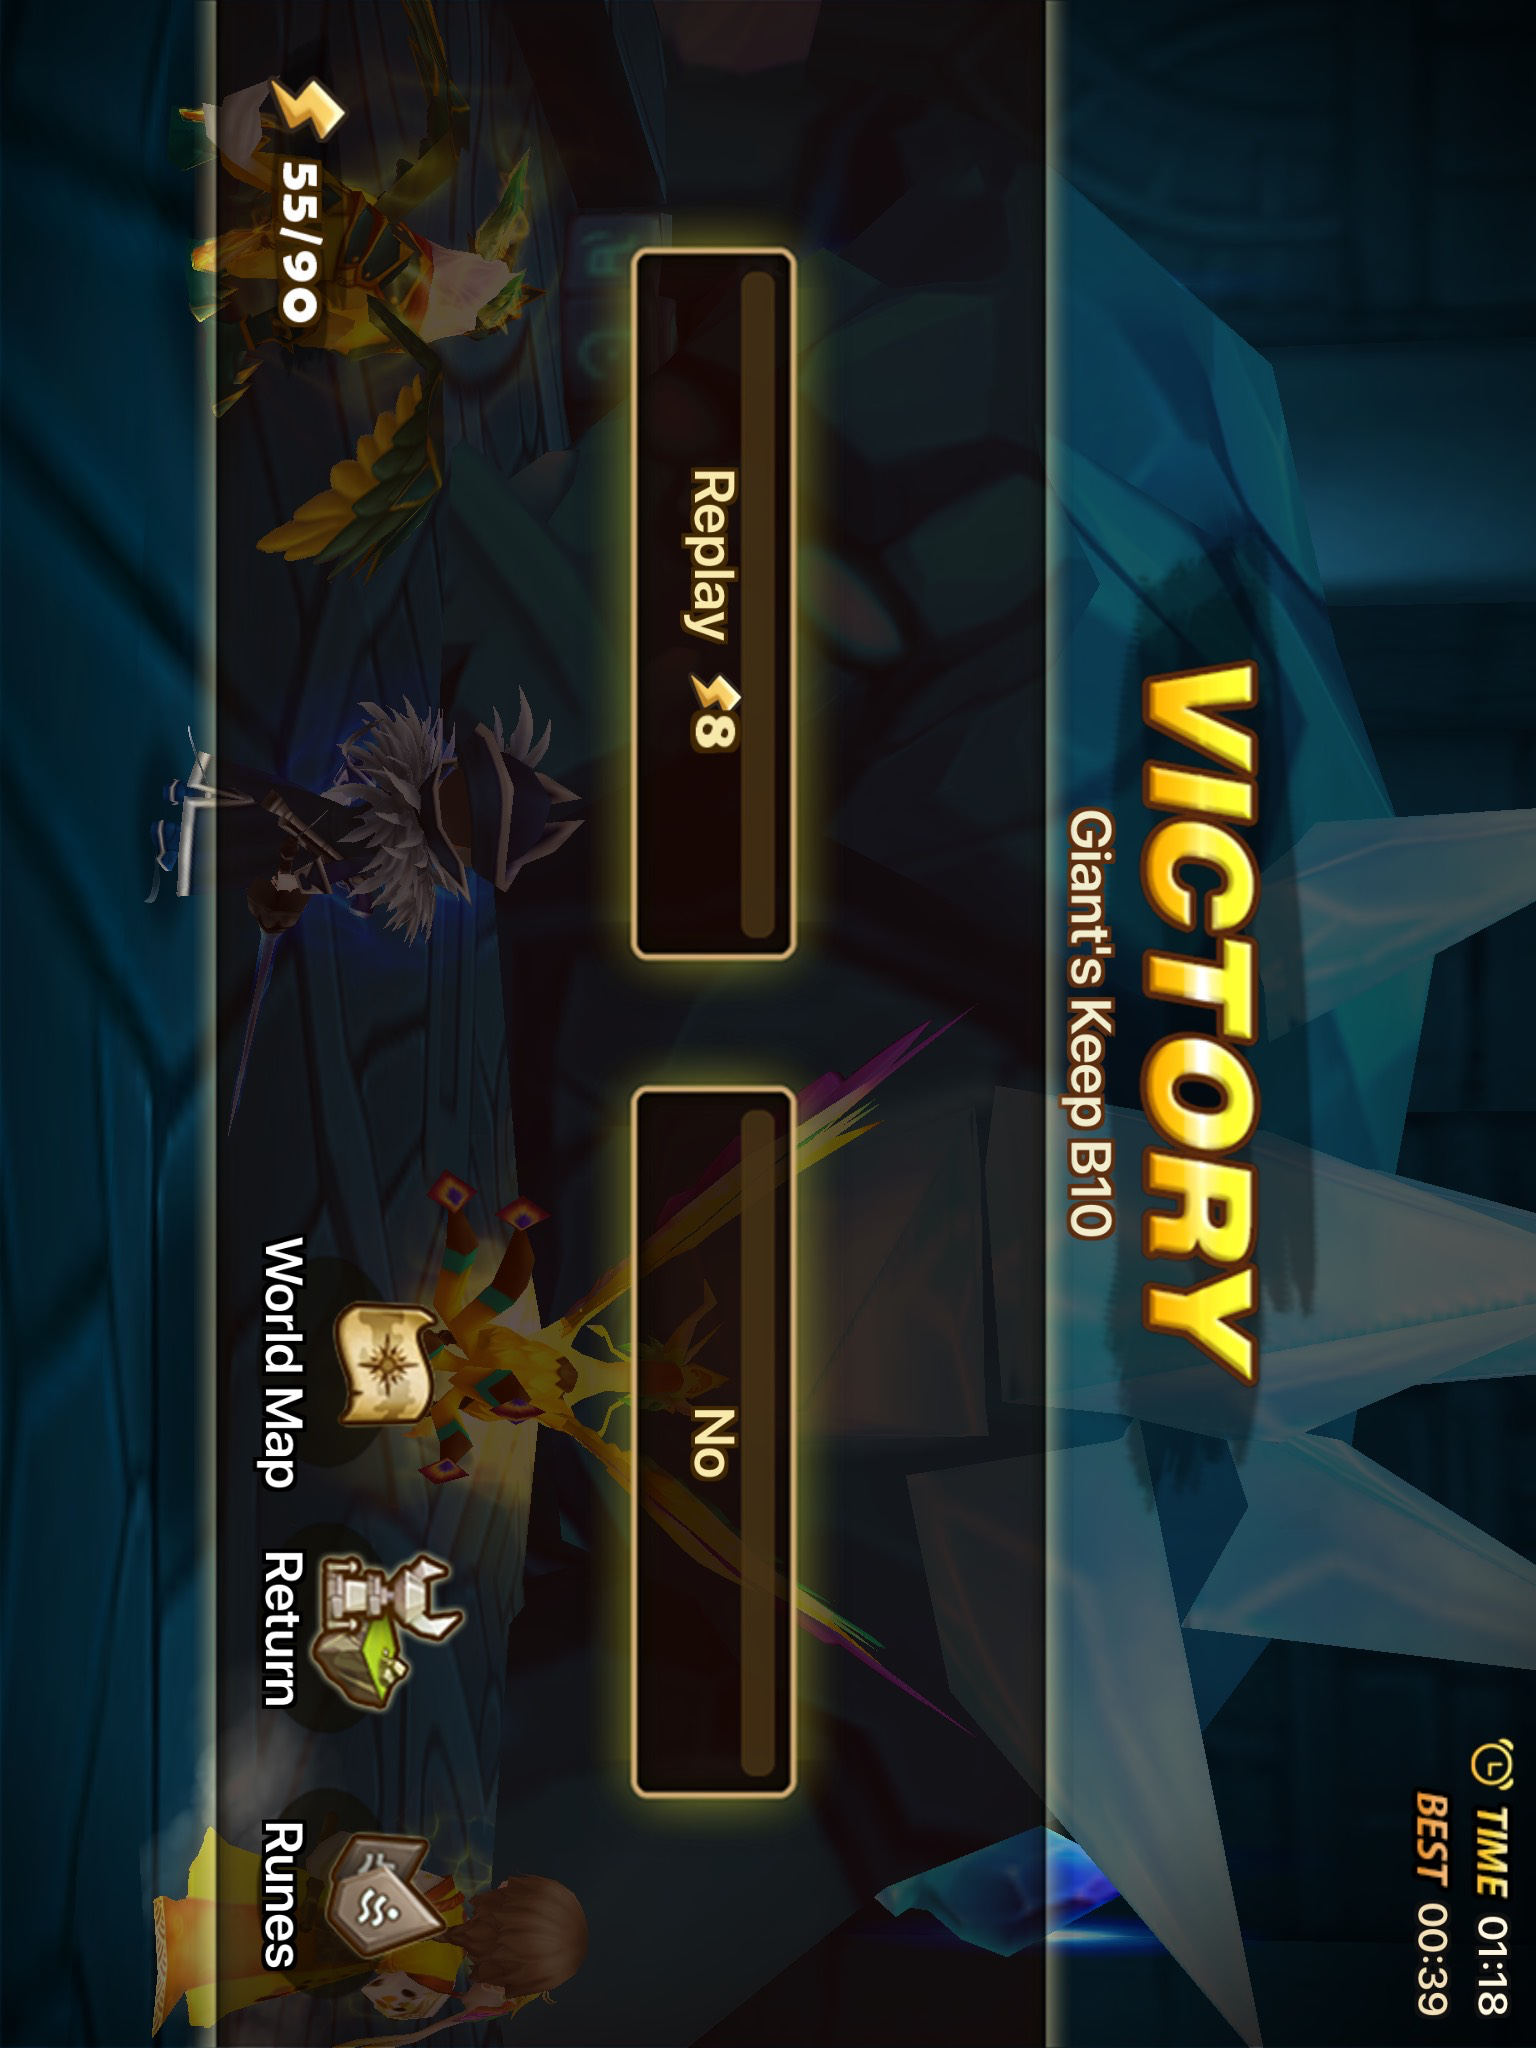 TIME 01:18
BEST 00:39
VICTORY
Giant's Keep B10
Replay 8
No
55/90
World Map
Return
Runes